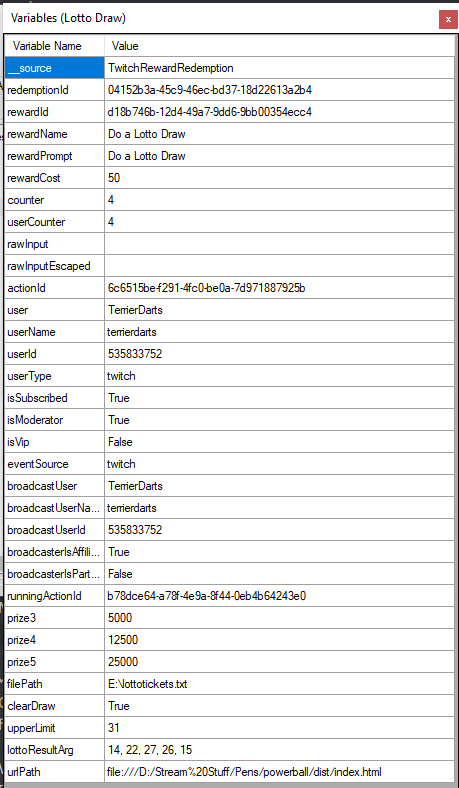 Variables (Lotto Draw)
x
Variable Name Value
__source TwitchRewardRedemption
redemptionId 04152b3a-45c9-46ec-bd37-18d22613a2b4
rewardId d18b746b-12d4-49a7-9dd6-9bb00354ecc4
rewardName Do a Lotto Draw
rewardPrompt Do a Lotto Draw
rewardCost 50
counter 4
userCounter 4
rawInput
rawInputEscaped
actionId 6c6515be-f291-4fc0-be0a-7d971887925b
user TerrierDarts
userName terrierdarts
userId 535833752
userType twitch
isSubscribed True
isModerator True
isVip False
eventSource twitch
broadcastUser TerrierDarts
broadcastUserNa... terrierdarts
broadcastUserId 535833752
broadcasterIsAffili... True
broadcasterIsPart... False
runningActionId b78dce64-a78f-4e9a-8f44-0eb4b64243e0
prize3 5000
prize4 12500
prize5 25000
filePath E:\lottotickets.txt
clearDraw True
upperLimit 31
lottoResultArg 14, 22, 27, 26, 15
urlPath file:///D:/Stream%20Stuff/Pens/powerball/dist/index.html